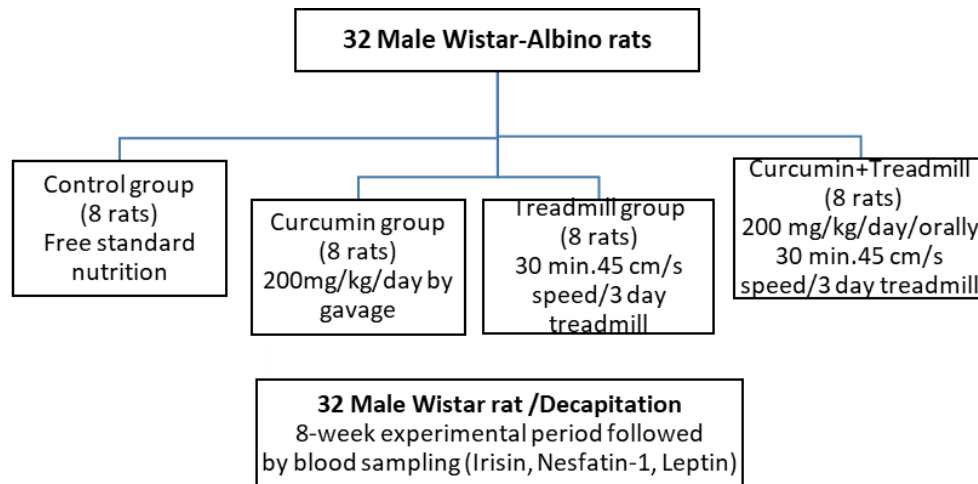 32 Male Wistar-Albino rats
Control group
(8 rats)
Free standard
nutrition
Curcumin group
(8 rats)
200mg/kg/day by
gavage
Treadmill group
(8 rats)
30 min.45 cm/s
speed/3 day
treadmill
Curcumin+Treadmill
(8 rats)
200 mg/kg/day/orally
30 min.45 cm/s
speed/3 day treadmill
32 Male Wistar rat /Decapitation
8-week experimental period followed
by blood sampling (Irisin, Nesfatin-1, Leptin)